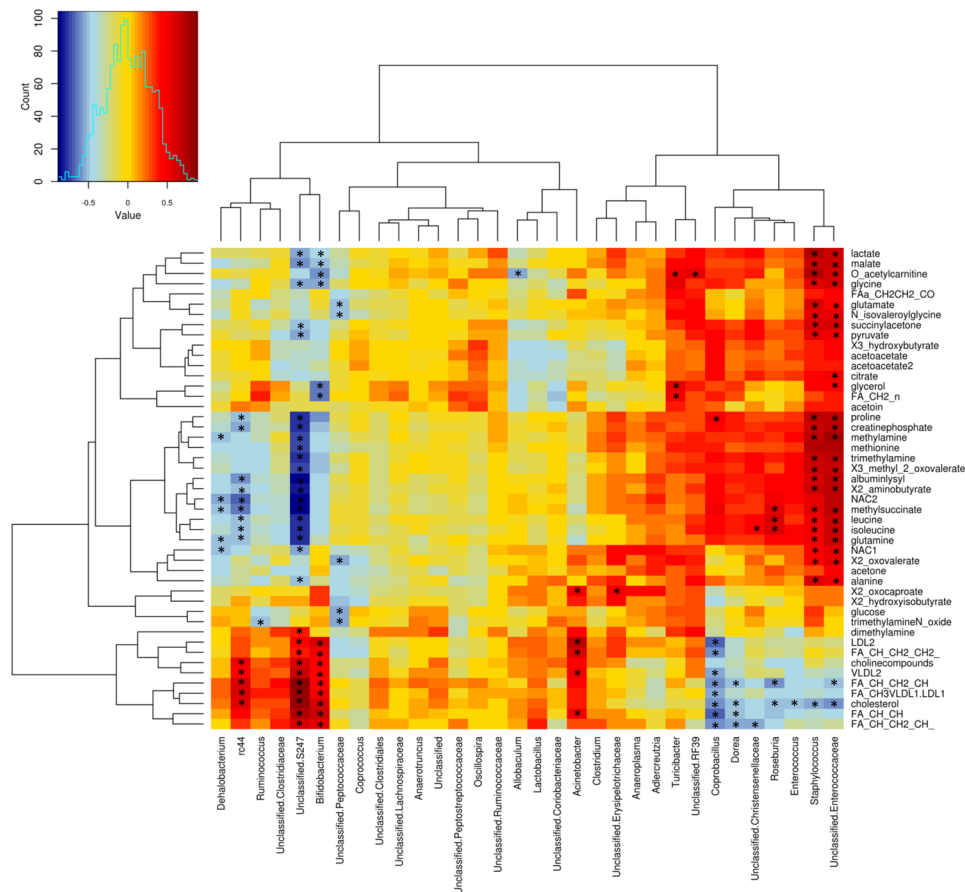 100
80
60
40
20
0
Count
-0.5
0
0.5
Value
lactate
malate
O_acetylcarnitine
glycine
FAa_CH2CH2_CO
glutamate
N_isovaleroylglycine
succinylacetone
pyruvate
X3_hydroxybutyrate
acetoacetate
acetoacetate2
citrate
glycerol
FA_CH2_n
acetoin
proline
creatinephosphate
methylamine
methionine
trimethylamine
X3_methyl_2_oxovalerate
albuminlysyl
X2_aminobutyrate
NAC2
methylsuccinate
leucine
isoleucine
glutamine
NAC1
X2_oxovalerate
acetone
alanine
X2_oxocaproate
X2_hydroxyisobutyrate
glucose
trimethylamineN_oxide
dimethylamine
LDL2
FA_CH_CH2_CH2_
cholinecompounds
VLDL2
FA_CH_CH2_CH
FA_CH3VLDL1.LDL1
cholesterol
FA_CH_CH
FA_CH_CH2_CH_
Dehalobacterium
rc44
Ruminococcus
Unclassified.Clostridiaceae
Unclassified.S247
Bifidobacterium
Unclassified.Peptococcaceae
Coprococcus
Unclassified.Clostridiales
Unclassified.Lachnospiraceae
Anaerotruncus
Unclassified
Unclassified.Peptostreptococcaceae
Oscillospira
Unclassified.Ruminococcaceae
Allobaculum
Lactobacillus
Unclassified.Coriobacteriaceae
Acinetobacter
Clostridium
Unclassified.Erysipelotrichaceae
Anaeroplasma
Adlercreutzia
Turicibacter
Unclassified.RF39
Coprobacillus
Dorea
Unclassified.Christensenellaceae
Roseburia
Enterococcus
Staphylococcus
Unclassified.Enterococcaceae